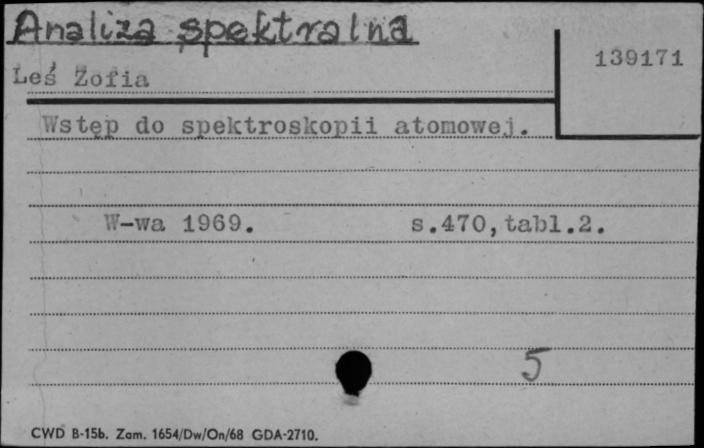 Analiza spektralna
139171
Leś Zofia
Wstęp do spektroskopii atomowej.
W-wa 1969. s.470,tabl.2.
5
CWD B-15b. Zam. 1654/Dw/On/68 GDA-2710.